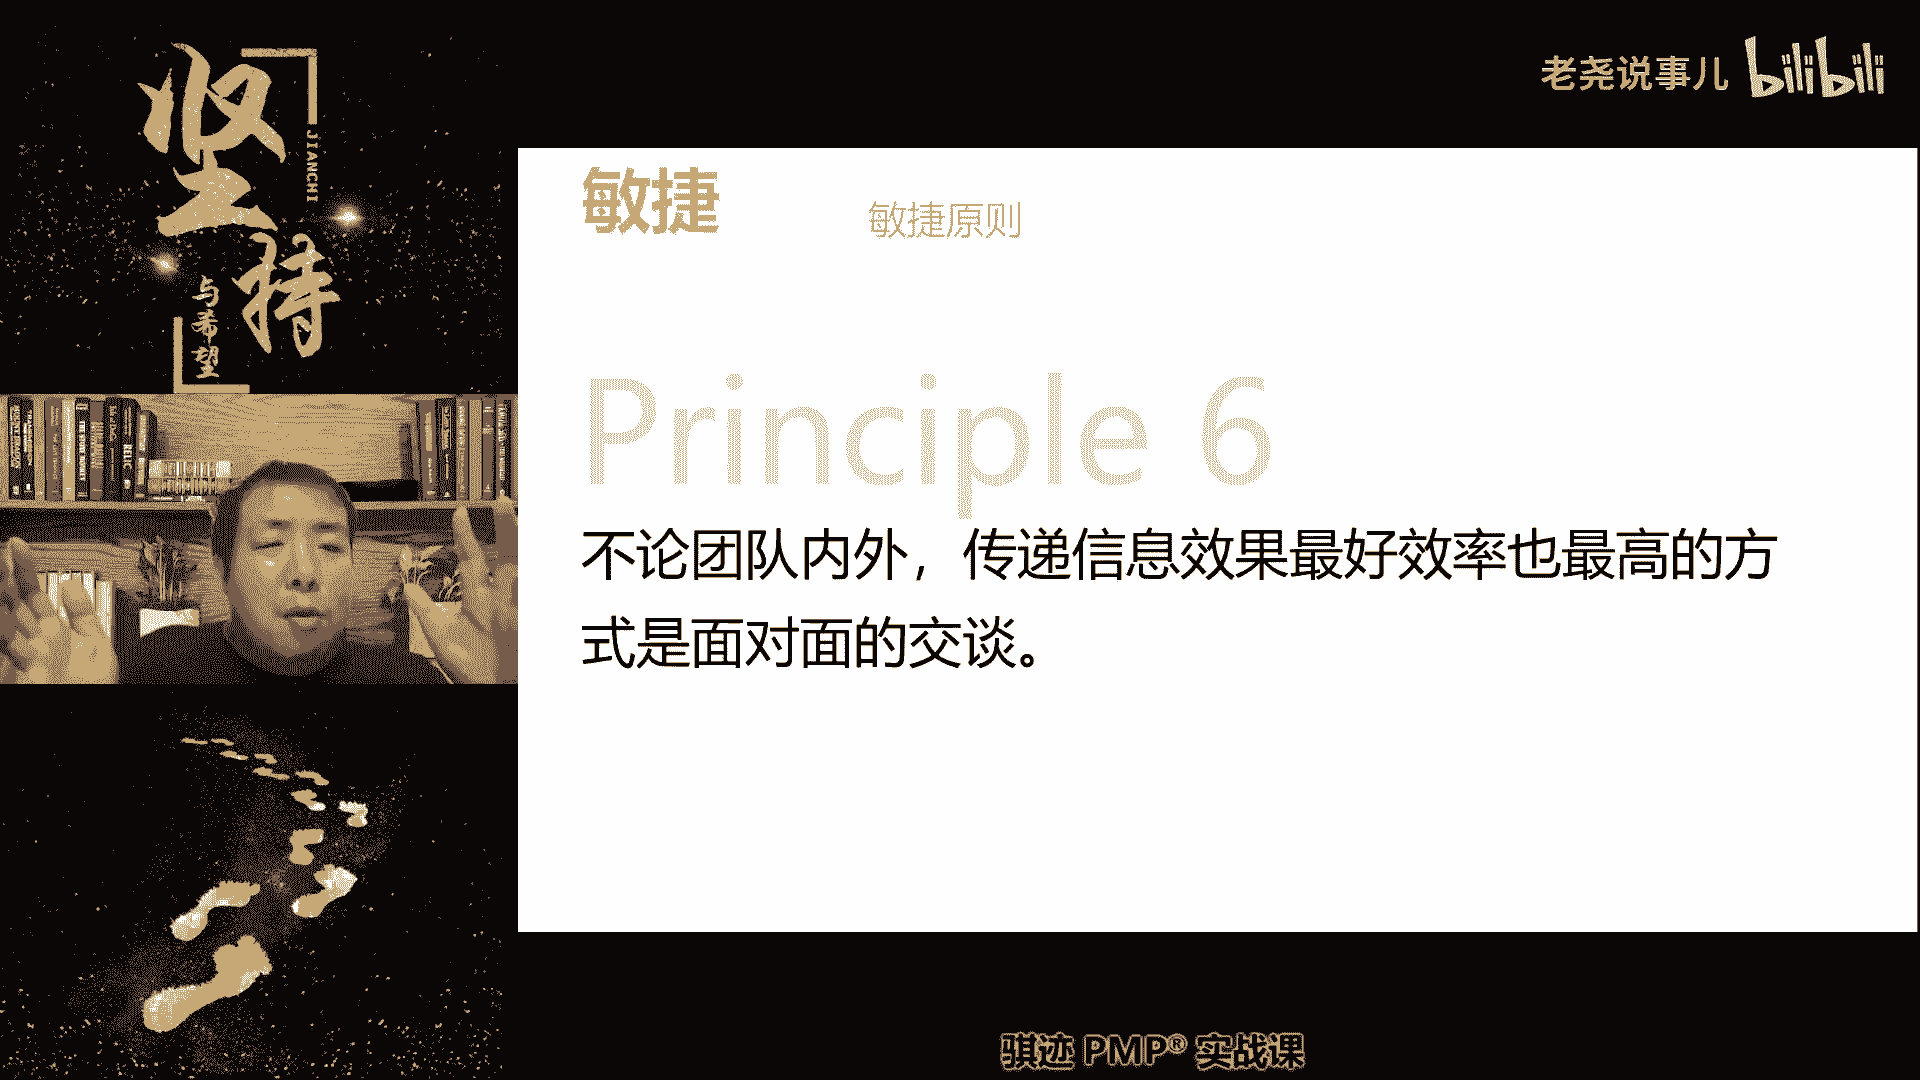 坚持
JIANCHI
与希望
老尧说事儿 bilibili
敏捷
敏捷原则
Principle 6
不论团队内外，传递信息效果最好效率也最高的方
式是面对面的交谈。
骐迹 PMP® 实战课